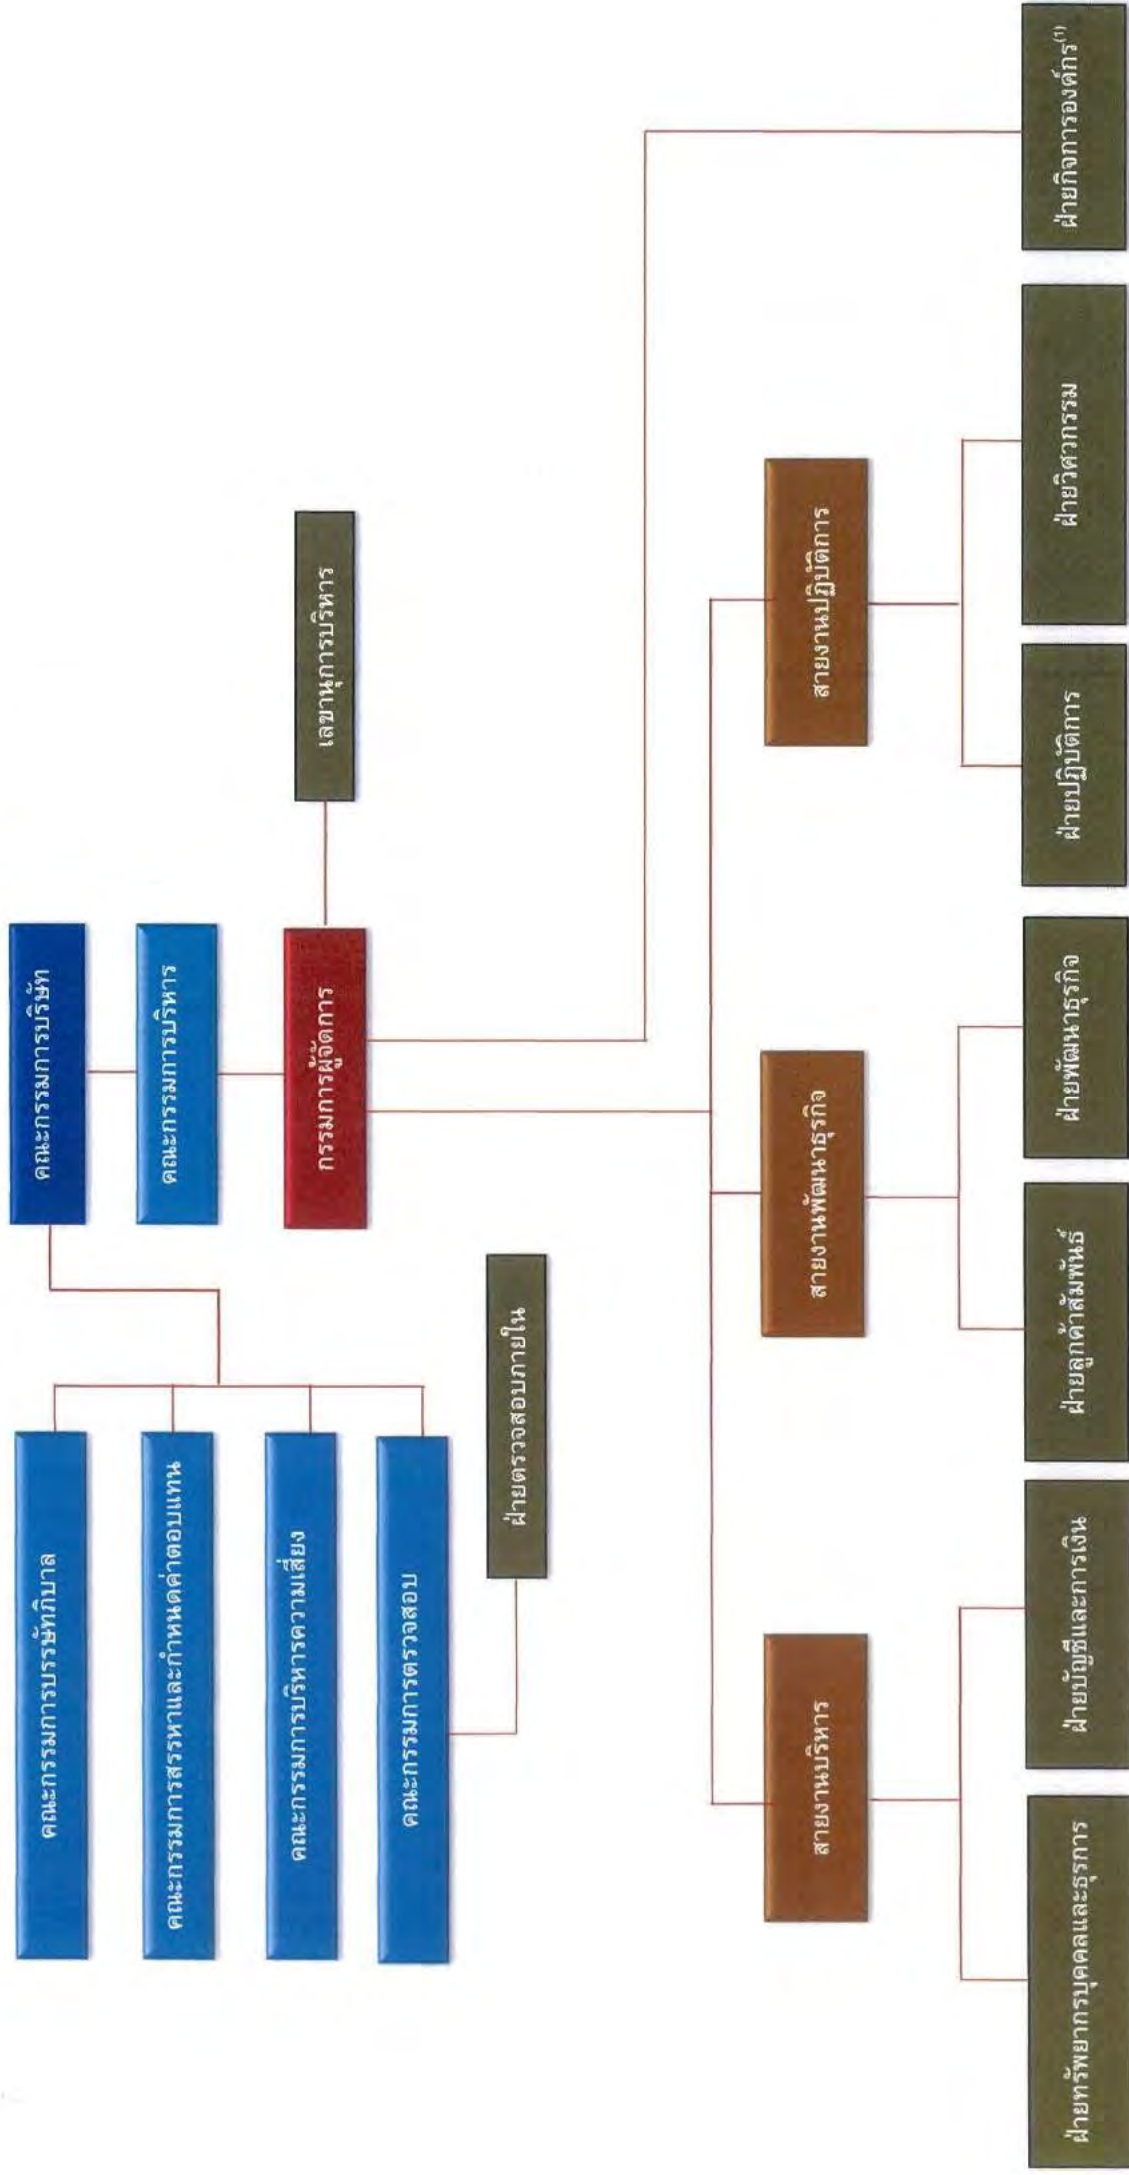 คณะกรรมการบริษัท
คณะกรรมการบรรษัทภิบาล
คณะกรรมการบริหาร
คณะกรรมการสรรหาและกำหนดค่าตอบแทน
กรรมการผู้จัดการ
เลขานุการบริหาร
คณะกรรมการบริหารความเสี่ยง
คณะกรรมการตรวจสอบ
ฝ่ายตรวจสอบภายใน
สายงานบริหาร
สายงานพัฒนาธุรกิจ
สายงานปฏิบัติการ
ฝ่ายทรัพยากรบุคคลและธุรการ
ฝ่ายบัญชีและการเงิน
ฝ่ายลูกค้าสัมพันธ์
ฝ่ายพัฒนาธุรกิจ
ฝ่ายปฏิบัติการ
ฝ่ายวิศวกรรม
ฝ่ายกิจการองค์กร(1)